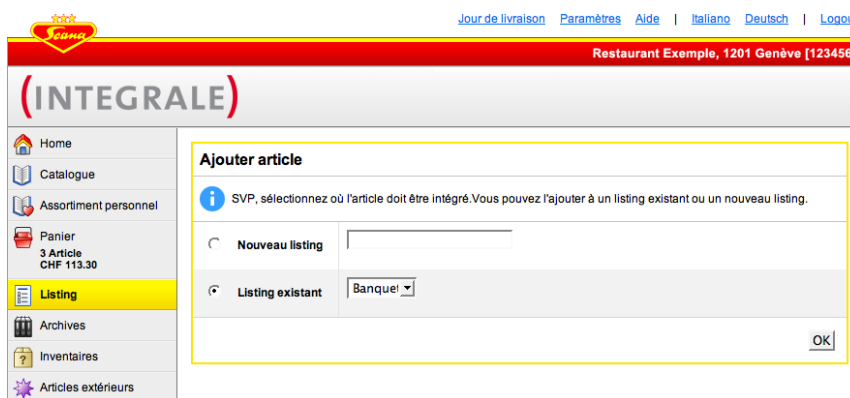 Scana
Jour de livraison Paramètres Aide | Italiano Deutsch |
Restaurant Exemple, 1201 Genève [123456
(INTEGRALE)
Home
Catalogue
Assortiment personnel
Panier
3 Article
CHF 113.30
Listing
Archives
Inventaires
Articles extérieurs
Ajouter article
SVP, sélectionnez où l'article doit être intégré.Vous pouvez l'ajouter à un listing existant ou un nouveau listing.
Nouveau listing
Listing existant Banquet
OK